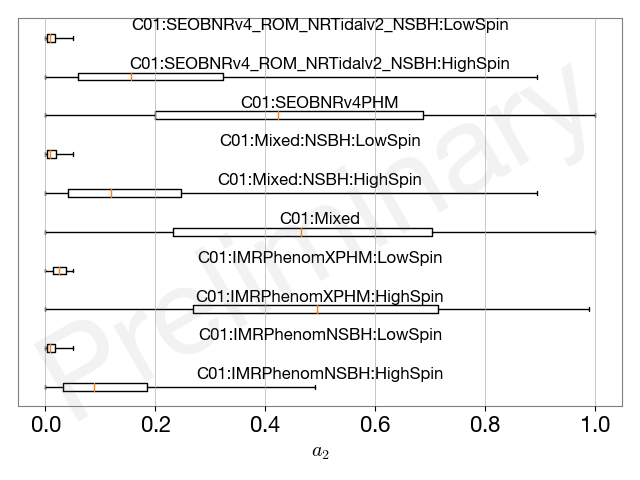 C01:SEOBNRv4_ROM_NRTidalv2_NSBH:LowSpin
C01:SEOBNRv4_ROM_NRTidalv2_NSBH:HighSpin
C01:SEOBNRv4PHM
C01:Mixed:NSBH:LowSpin
C01:Mixed:NSBH:HighSpin
C01:Mixed
C01:IMRPhenomXPHM:LowSpin
C01:IMRPhenomXPHM:HighSpin
C01:IMRPhenomNSBH:LowSpin
C01:IMRPhenomNSBH:HighSpin
Preliminary
0.0 0.2 0.4 0.6 0.8 1.0
a₂